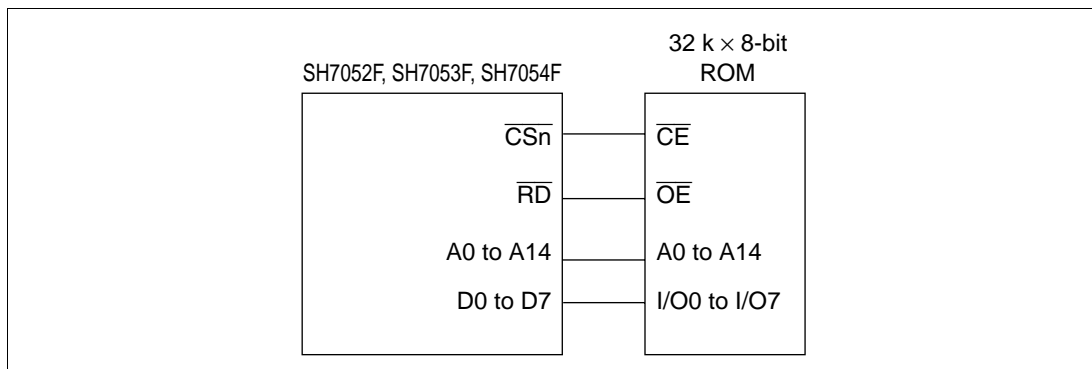 32 k × 8-bit
SH7052F, SH7053F, SH7054F ROM
CSn CE
RD OE
A0 to A14 A0 to A14
D0 to D7 I/O0 to I/O7